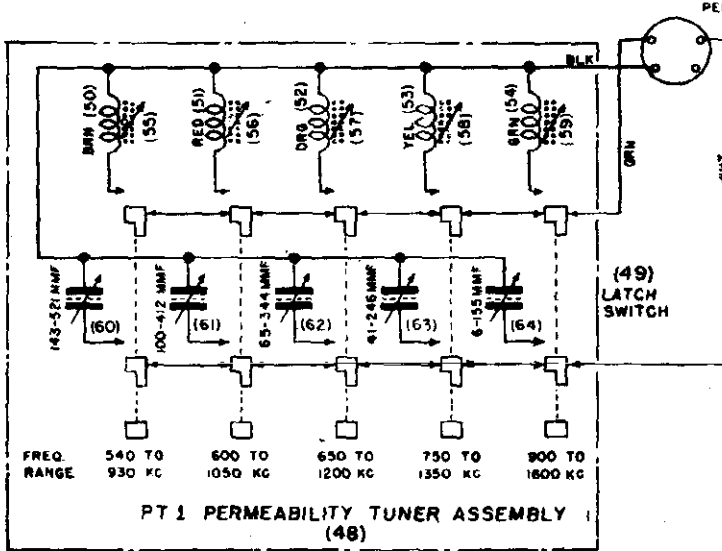 PE
BLK
BRN (50)
(55)
RED (51)
(56)
ORG (52)
(57)
YEL (53)
(58)
GRN (54)
(59)
GRN
143-521 MMF
(60)
100-412 MMF
(61)
65-344 MMF
(62)
41-246 MMF
(63)
6-155 MMF
(64)
(49)
LATCH
SWITCH
FREQ. 540 TO 600 TO 650 TO 750 TO 900 TO
RANGE 930 KC 1050 KC 1200 KC 1350 KC 1600 KC
PT 1 PERMEABILITY TUNER ASSEMBLY
(48)